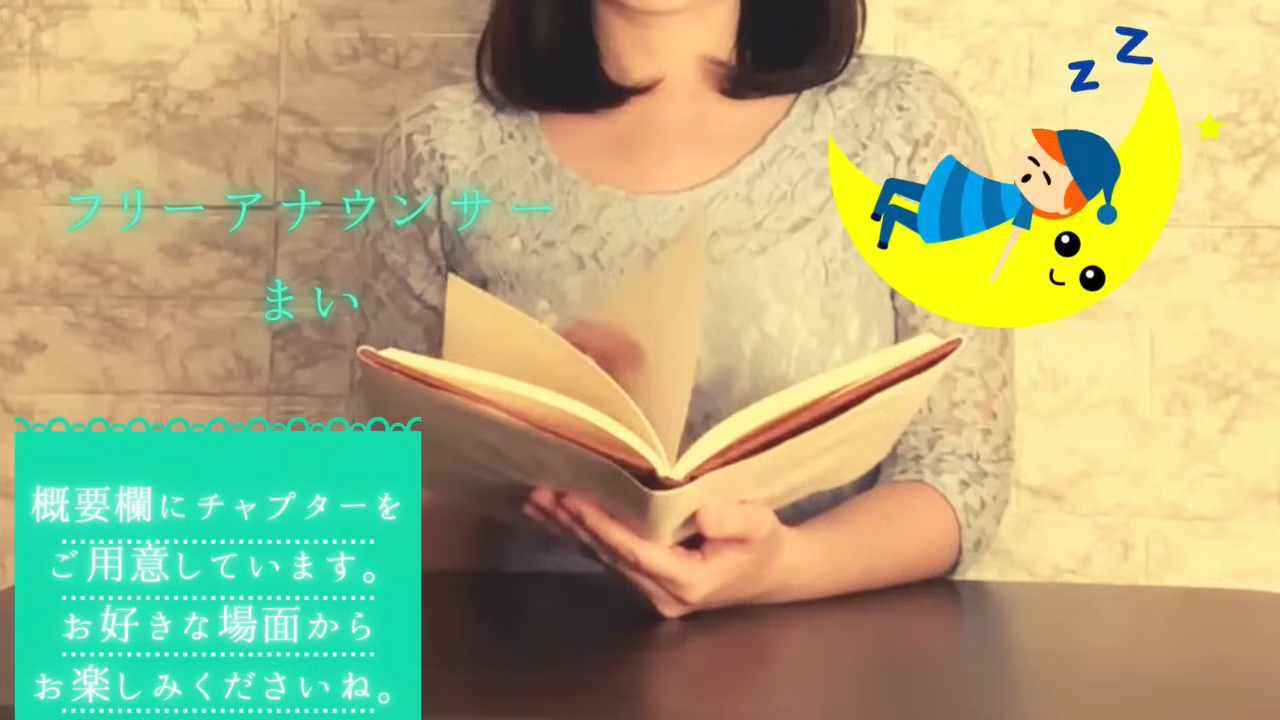 フリーアナウンサー
まい
z z
概要欄にチャプターを
ご用意しています。
お好きな場面から
お楽しみくださいね。